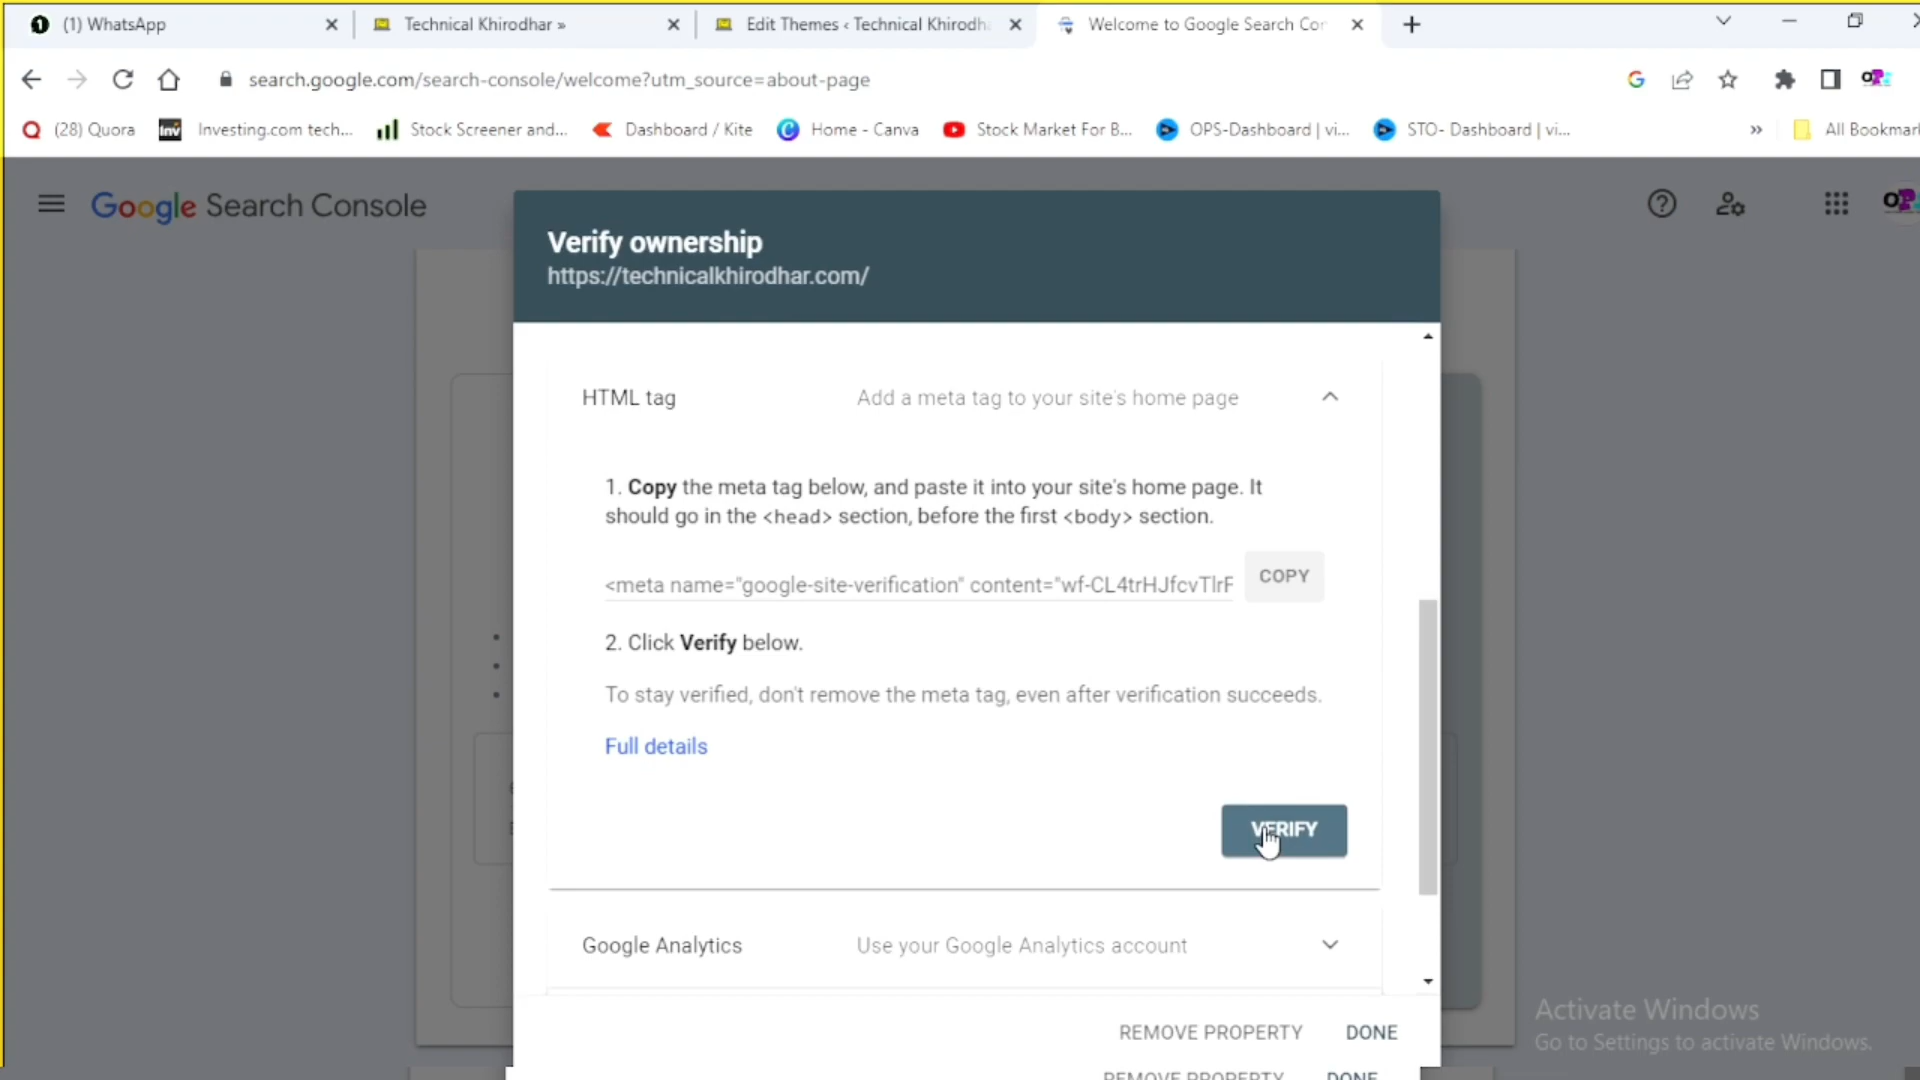 (1) WhatsApp
Technical Khirodhar »
Edit Themes ‹ Technical Khirodha
Welcome to Google Search Con
search.google.com/search-console/welcome?utm_source=about-page
(28) Quora
Inv
Investing.com tech...
Stock Screener and...
Dashboard / Kite
Home - Canva
Stock Market For B...
OPS-Dashboard | vi...
STO- Dashboard | vi...
»
All Bookmar
Google Search Console
Verify ownership
https://technicalkhirodhar.com/
HTML tag
Add a meta tag to your site's home page
1. Copy the meta tag below, and paste it into your site's home page. It
should go in the <head> section, before the first <body> section.
<meta name="google-site-verification" content="wf-CL4trHJfcvTlrF
COPY
2. Click Verify below.
To stay verified, don't remove the meta tag, even after verification succeeds.
Full details
VERIFY
Google Analytics
Use your Google Analytics account
REMOVE PROPERTY
DONE
REMOVE PROPERTY
DONE
Activate Windows
Go to Settings to activate Windows.